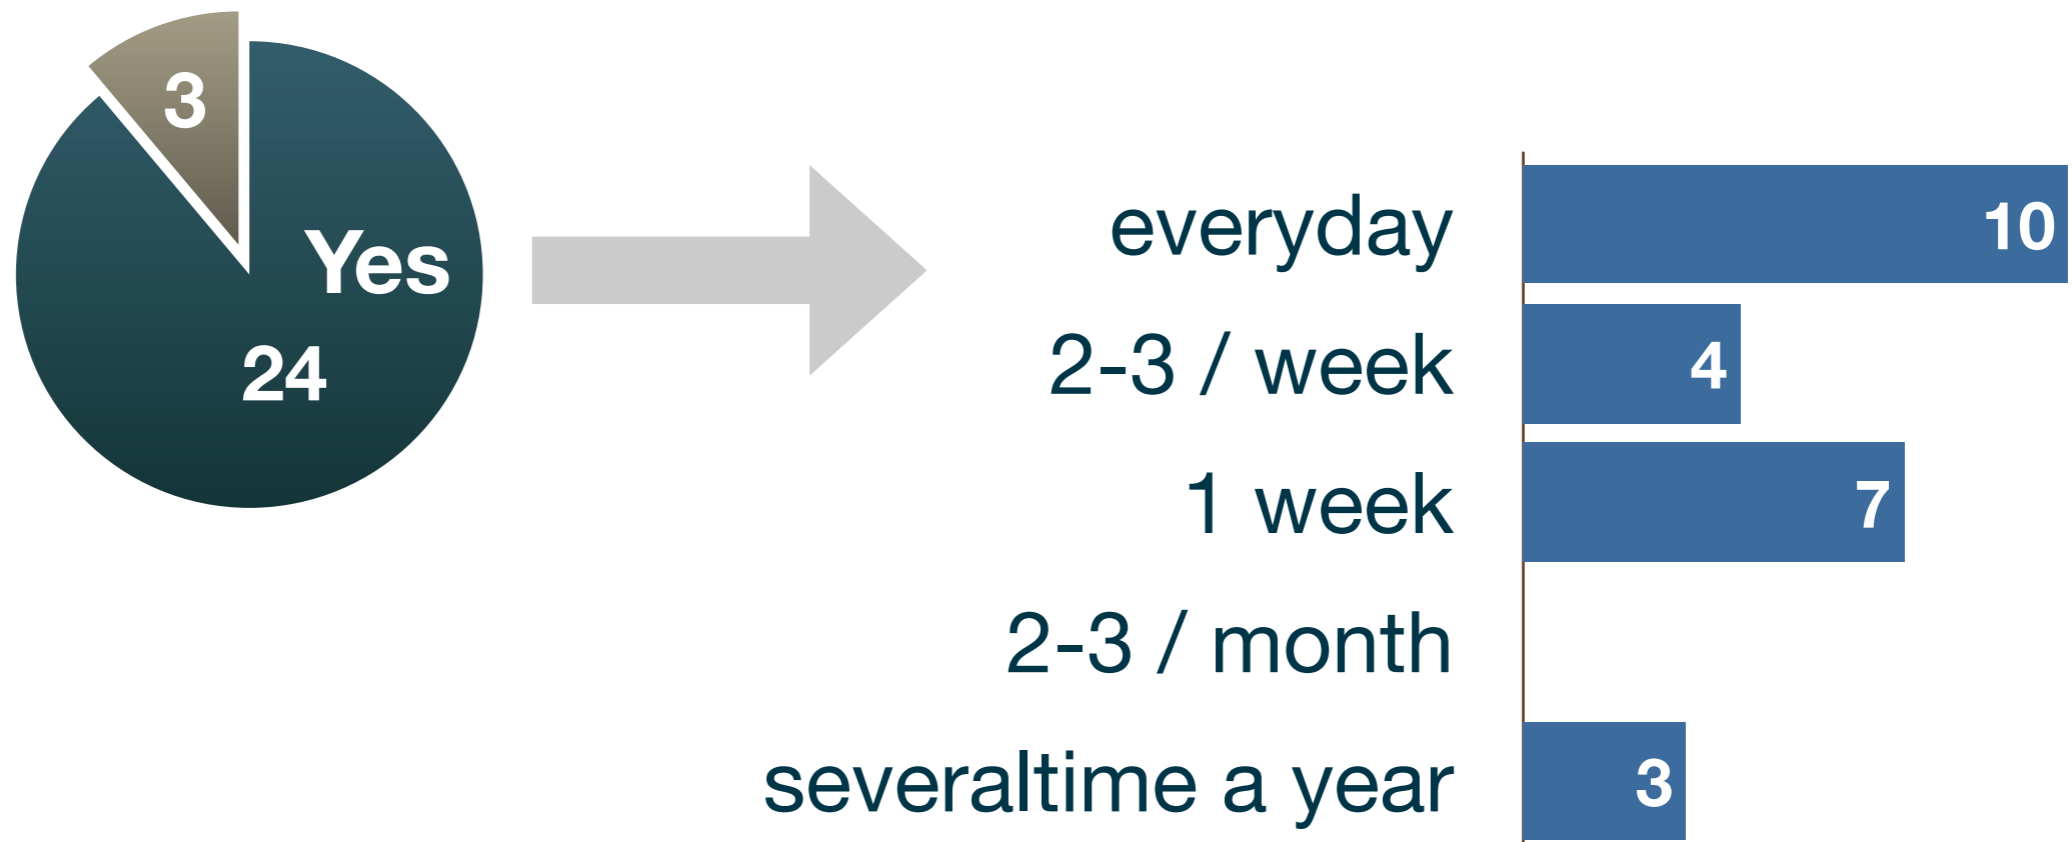 3
Yes
24
everyday 10
2-3 / week 4
1 week 7
2-3 / month
severaltime a year 3